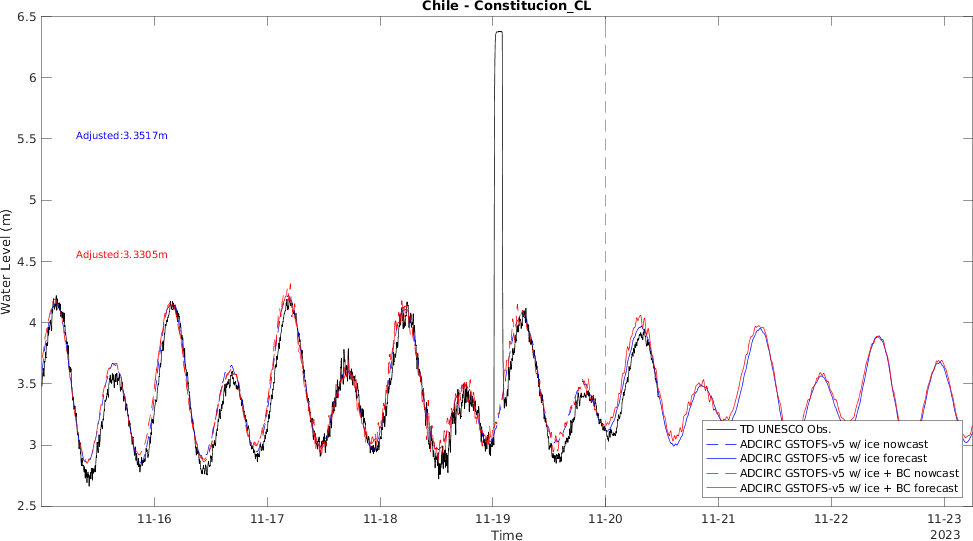 Chile - Constitucion_CL
6.5
6
5.5
5
4.5
4
3.5
3
2.5
Water Level (m)
Adjusted:3.3517m
Adjusted:3.3305m
TD UNESCO Obs.
ADCIRC GSTOFS-v5 w/ ice nowcast
ADCIRC GSTOFS-v5 w/ ice forecast
ADCIRC GSTOFS-v5 w/ ice + BC nowcast
ADCIRC GSTOFS-v5 w/ ice + BC forecast
11-16
11-17
11-18
11-19
11-20
11-21
11-22
11-23
Time
2023